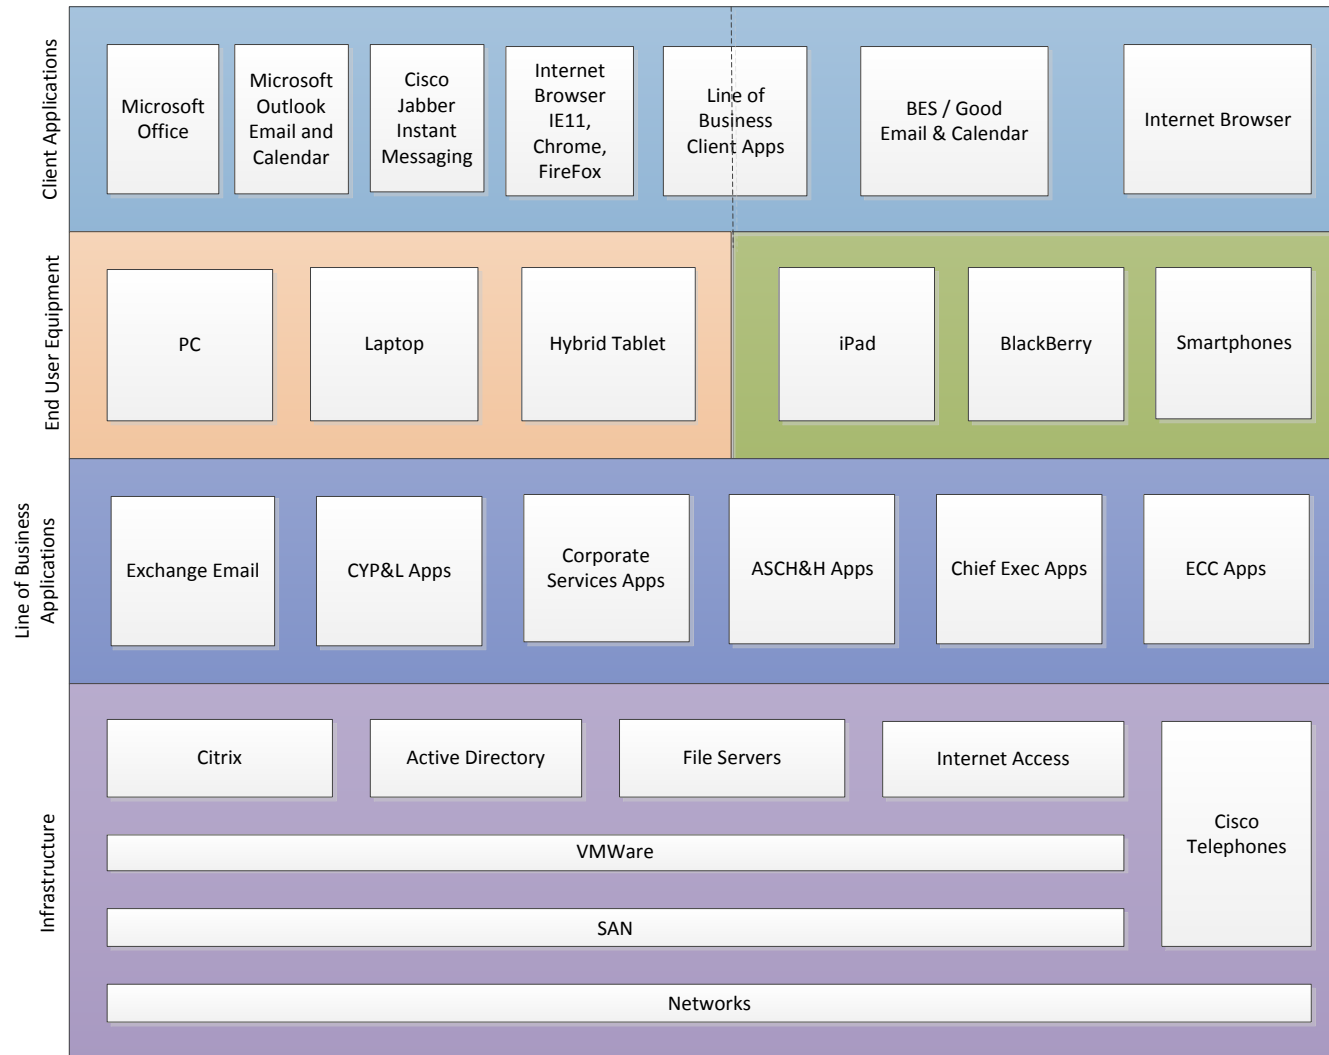 Client Applications
Microsoft
Office
Microsoft
Outlook
Email and
Calendar
Cisco
Jabber
Instant
Messaging
Internet
Browser
IE11,
Chrome,
FireFox
Line of
Business
Client Apps
BES / Good
Email & Calendar
Internet Browser
End User Equipment
PC
Laptop
Hybrid Tablet
iPad
BlackBerry
Smartphones
Line of Business
Applications
Exchange Email
CYP&L Apps
Corporate
Services Apps
ASCH&H Apps
Chief Exec Apps
ECC Apps
Infrastructure
Citrix
Active Directory
File Servers
Internet Access
Cisco
Telephones
VMWare
SAN
Networks